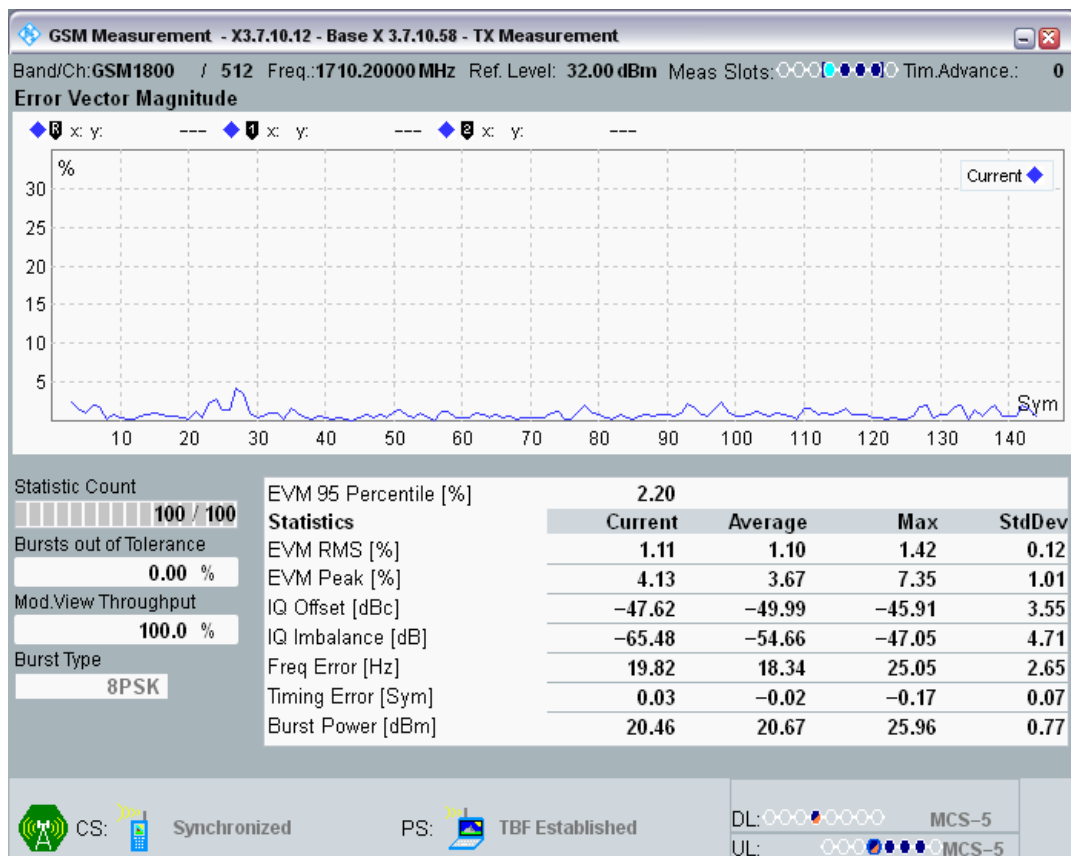 GSM Measurement - X3.7.10.12 - Base X 3.7.10.58 - TX Measurement
Band/Ch:GSM1800 / 512 Freq.:1710.20000 MHz Ref. Level: 32.00 dBm Meas Slots: Tim.Advance.: 0
Error Vector Magnitude
R x: y: --- 1 x: y: --- 2 x: y: ---
%
Current
30
25
20
15
10
5
Sym
10 20 30 40 50 60 70 80 90 100 110 120 130 140
Statistic Count
100 / 100
Bursts out of Tolerance
0.00 %
Mod.View Throughput
100.0 %
Burst Type
8PSK
EVM 95 Percentile [%] 2.20
Statistics Current Average Max StdDev
EVM RMS [%] 1.11 1.10 1.42 0.12
EVM Peak [%] 4.13 3.67 7.35 1.01
IQ Offset [dBc] −47.62 −49.99 −45.91 3.55
IQ Imbalance [dB] −65.48 −54.66 −47.05 4.71
Freq Error [Hz] 19.82 18.34 25.05 2.65
Timing Error [Sym] 0.03 −0.02 −0.17 0.07
Burst Power [dBm] 20.46 20.67 25.96 0.77
CS: Synchronized PS: TBF Established
DL: MCS−5
UL: MCS−5